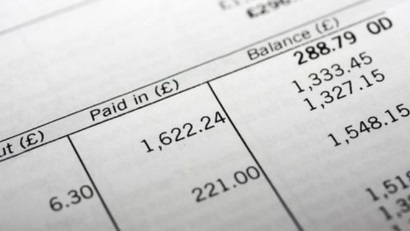 £296
Balance (£)
288.79 OD
Paid in (£)
1,333.45
1,622.24 1,327.15
ut (£)
1,548.15
221.00
6.30